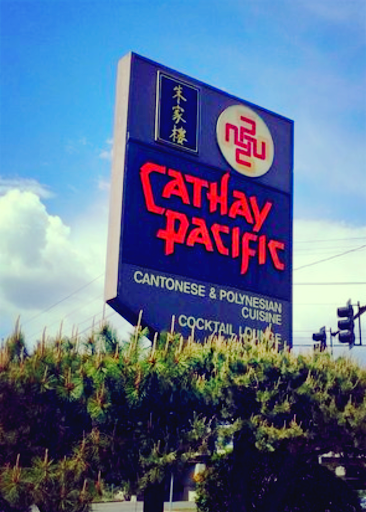 朱家樓
CATHAY
PACIFIC
CANTONESE & POLYNESIAN
CUISINE
COCKTAIL LOUNGE